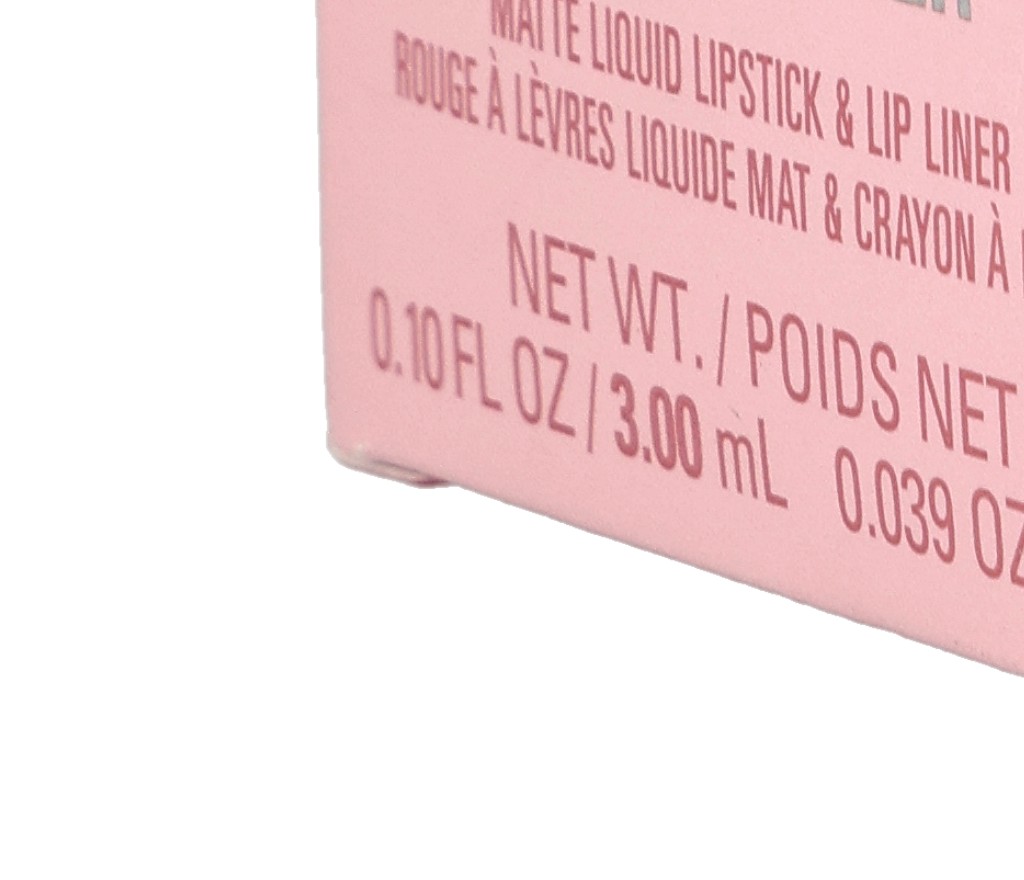 MATTE LIQUID LIPSTICK & LIP LINER
ROUGE À LÈVRES LIQUIDE MAT & CRAYON À
NET WT. / POIDS NET
0.10 FL OZ / 3.00 mL 0.039 OZ